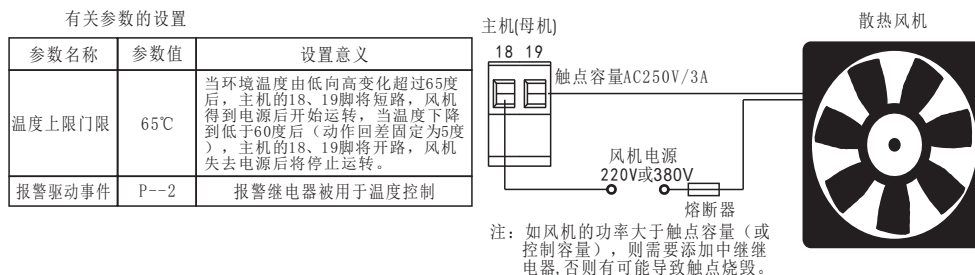 有关参数的设置
参数名称 参数值 设置意义
温度上限门限 65℃
当环境温度由低向高变化超过65度
后，主机的18、19脚将短路，风机
得到电源后开始运转，当温度下降
到低于60度后（动作回差固定为5度
），主机的18、19脚将开路，风机
失去电源后将停止运转。
报警驱动事件 P--2 报警继电器被用于温度控制
主机(母机)
18 19
触点容量AC250V/3A
风机电源
220V或380V
熔断器
散热风机
注：如风机的功率大于触点容量（或
控制容量），则需要添加中继继
电器,否则有可能导致触点烧毁。